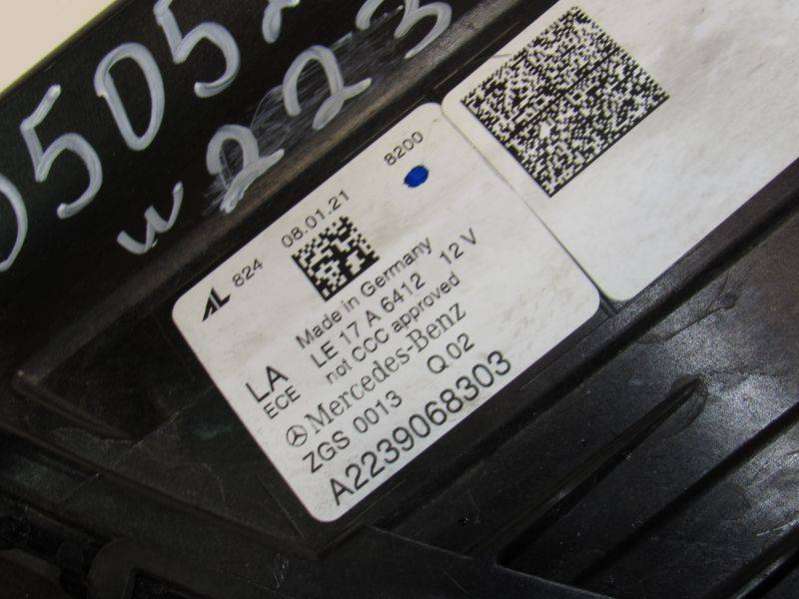 0505
w223
AL 824 08.01.21 8200
Made in Germany
LA LE 17 A 6412 12 V
ECE not CCC approved
Mercedes-Benz
ZGS 0013 Q 02
A2239068303